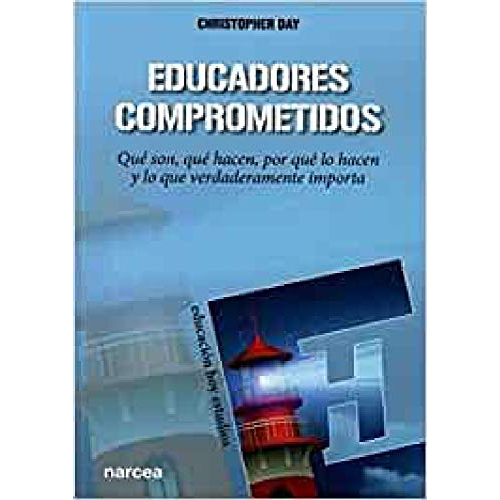 CHRISTOPHER DAY
EDUCADORES
COMPROMETIDOS
Qué son, qué hacen, por qué lo hacen
y lo que verdaderamente importa
educación hoy estudios
H
narcea